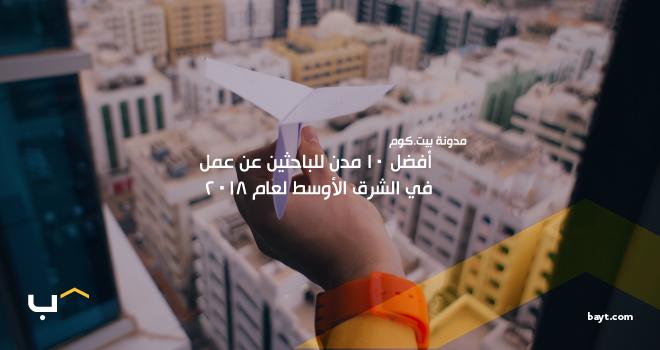 مدونة بيت.كوم
أفضل ١٠ مدن للباحثين عن عمل
في الشرق الأوسط لعام ٢٠١٨
ب
bayt.com